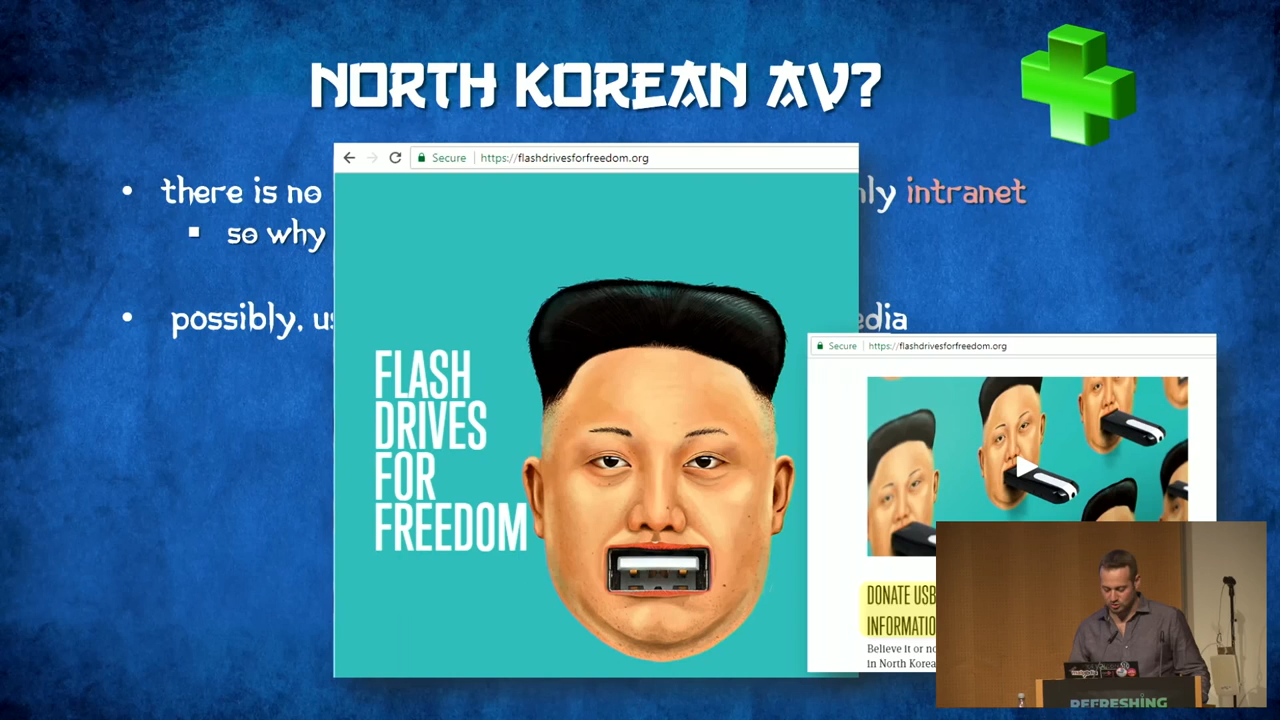 NORTH KOREAN AV?
Secure https://flashdrivesforfreedom.org
there is no
nly intranet
so why
possibly, us
edia
FLASH
DRIVES
FOR
FREEDOM
Secure https://flashdrivesforfreedom.org
DONATE USB
INFORMATIO
Believe it or no
in North Korea
REFRESHING